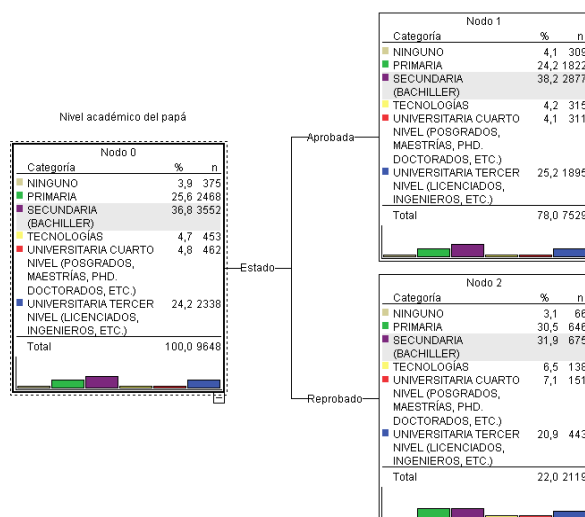 Nivel académico del papá
Nodo 0
Categoría % n
NINGUNO 3,9 375
PRIMARIA 25,6 2468
SECUNDARIA 36,8 3552
(BACHILLER)
TECNOLOGÍAS 4,7 453
UNIVERSITARIA CUARTO 4,8 462
NIVEL (POSGRADOS,
MAESTRÍAS, PHD.
DOCTORADOS, ETC.)
UNIVERSITARIA TERCER 24,2 2338
NIVEL (LICENCIADOS,
INGENIEROS, ETC.)
Total 100,0 9648
Estado
Aprobada
Nodo 1
Categoría % n
NINGUNO 4,1 309
PRIMARIA 24,2 1822
SECUNDARIA 38,2 2877
(BACHILLER)
TECNOLOGÍAS 4,2 315
UNIVERSITARIA CUARTO 4,1 311
NIVEL (POSGRADOS,
MAESTRÍAS, PHD.
DOCTORADOS, ETC.)
UNIVERSITARIA TERCER 25,2 1895
NIVEL (LICENCIADOS,
INGENIEROS, ETC.)
Total 78,0 7529
Reprobado
Nodo 2
Categoría % n
NINGUNO 3,1 66
PRIMARIA 30,5 646
SECUNDARIA 31,9 675
(BACHILLER)
TECNOLOGÍAS 6,5 138
UNIVERSITARIA CUARTO 7,1 151
NIVEL (POSGRADOS,
MAESTRÍAS, PHD.
DOCTORADOS, ETC.)
UNIVERSITARIA TERCER 20,9 443
NIVEL (LICENCIADOS,
INGENIEROS, ETC.)
Total 22,0 2119